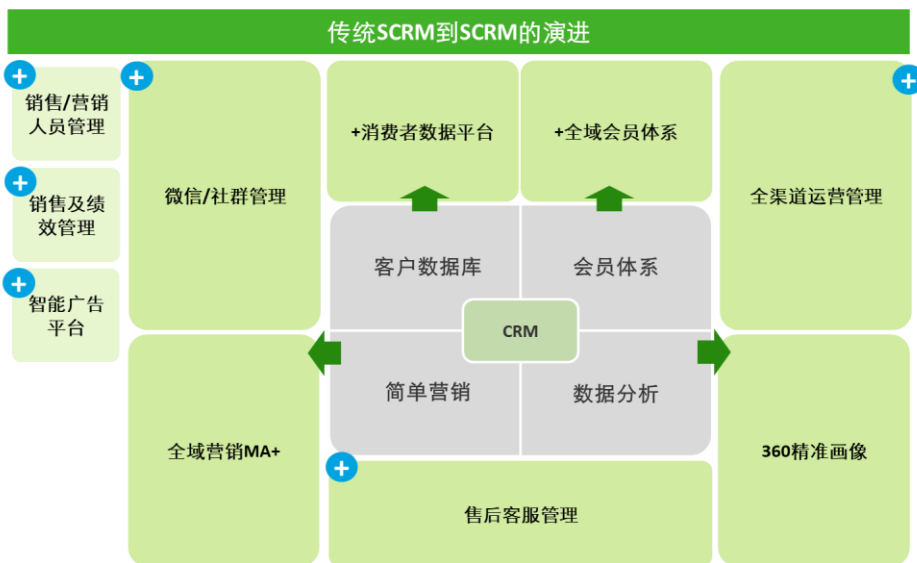 传统SCRM到SCRM的演进
销售/营销
人员管理
销售及绩
效管理
智能广告
平台
微信/社群管理
+消费者数据平台
+全域会员体系
全渠道运营管理
客户数据库
会员体系
CRM
简单营销
数据分析
全域营销MA+
360精准画像
售后客服管理